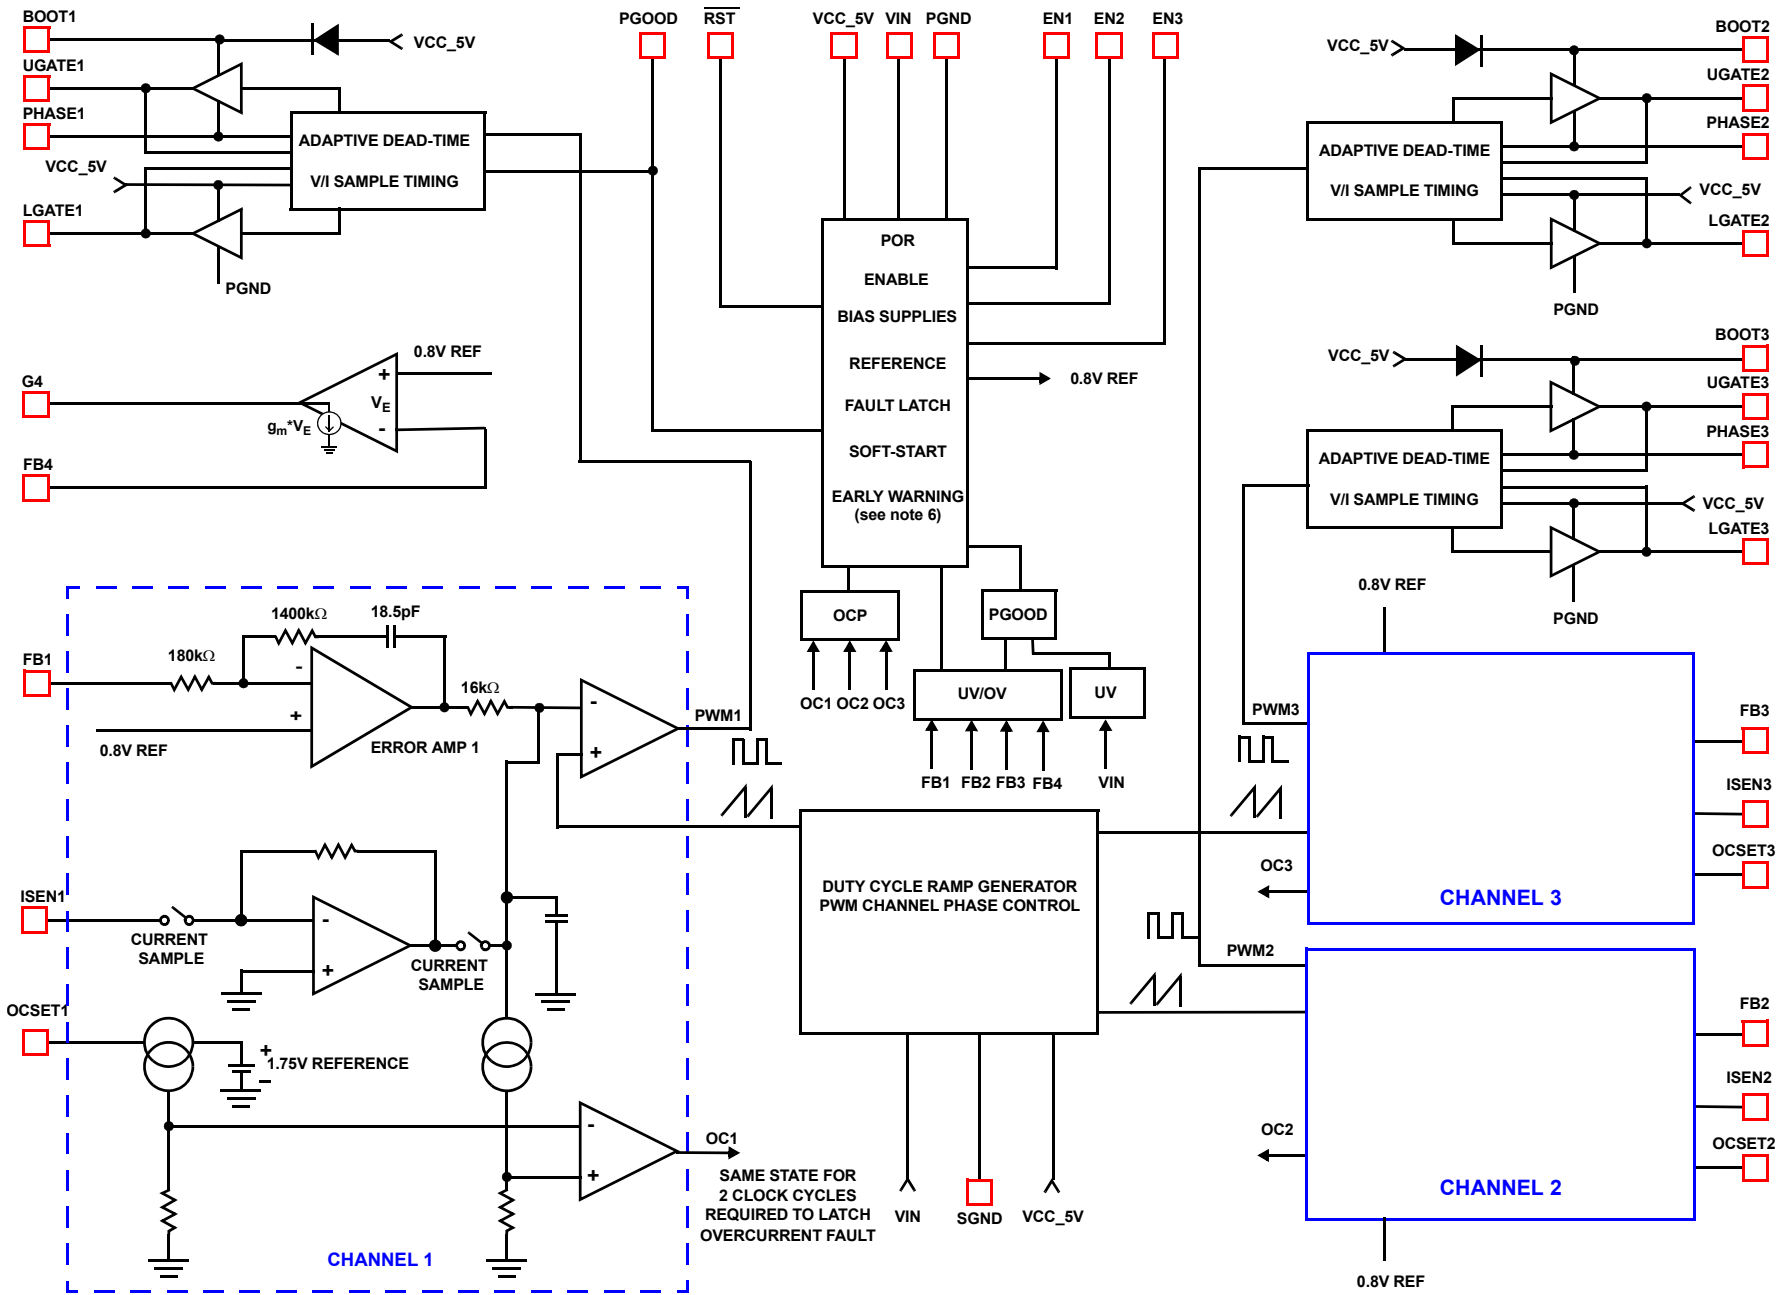 BOOT1
VCC_5V
UGATE1
PHASE1
ADAPTIVE DEAD-TIME
V/I SAMPLE TIMING
VCC_5V
LGATE1
PGND
PGOOD
RST
VCC_5V
VIN
PGND
EN1
EN2
EN3
POR
ENABLE
BIAS SUPPLIES
REFERENCE
FAULT LATCH
SOFT-START
EARLY WARNING
(see note 6)
0.8V REF
VCC_5V
BOOT2
UGATE2
PHASE2
ADAPTIVE DEAD-TIME
V/I SAMPLE TIMING
VCC_5V
LGATE2
PGND
VCC_5V
BOOT3
UGATE3
PHASE3
ADAPTIVE DEAD-TIME
V/I SAMPLE TIMING
VCC_5V
LGATE3
PGND
G4
0.8V REF
+
VE
-
gm*VE
FB4
OCP
OC1 OC2 OC3
PGOOD
UV/OV
UV
FB1 FB2 FB3 FB4
VIN
FB1
180kΩ
1400kΩ
18.5pF
-
+
0.8V REF
ERROR AMP 1
16kΩ
-
+
PWM1
ISEN1
CURRENT
SAMPLE
-
+
CURRENT
SAMPLE
OCSET1
+
1.75V REFERENCE
-
-
+
OC1
SAME STATE FOR
2 CLOCK CYCLES
REQUIRED TO LATCH
OVERCURRENT FAULT
CHANNEL 1
DUTY CYCLE RAMP GENERATOR
PWM CHANNEL PHASE CONTROL
VIN
SGND
VCC_5V
0.8V REF
PWM3
FB3
ISEN3
OCSET3
OC3
CHANNEL 3
PWM2
FB2
ISEN2
OCSET2
OC2
CHANNEL 2
0.8V REF